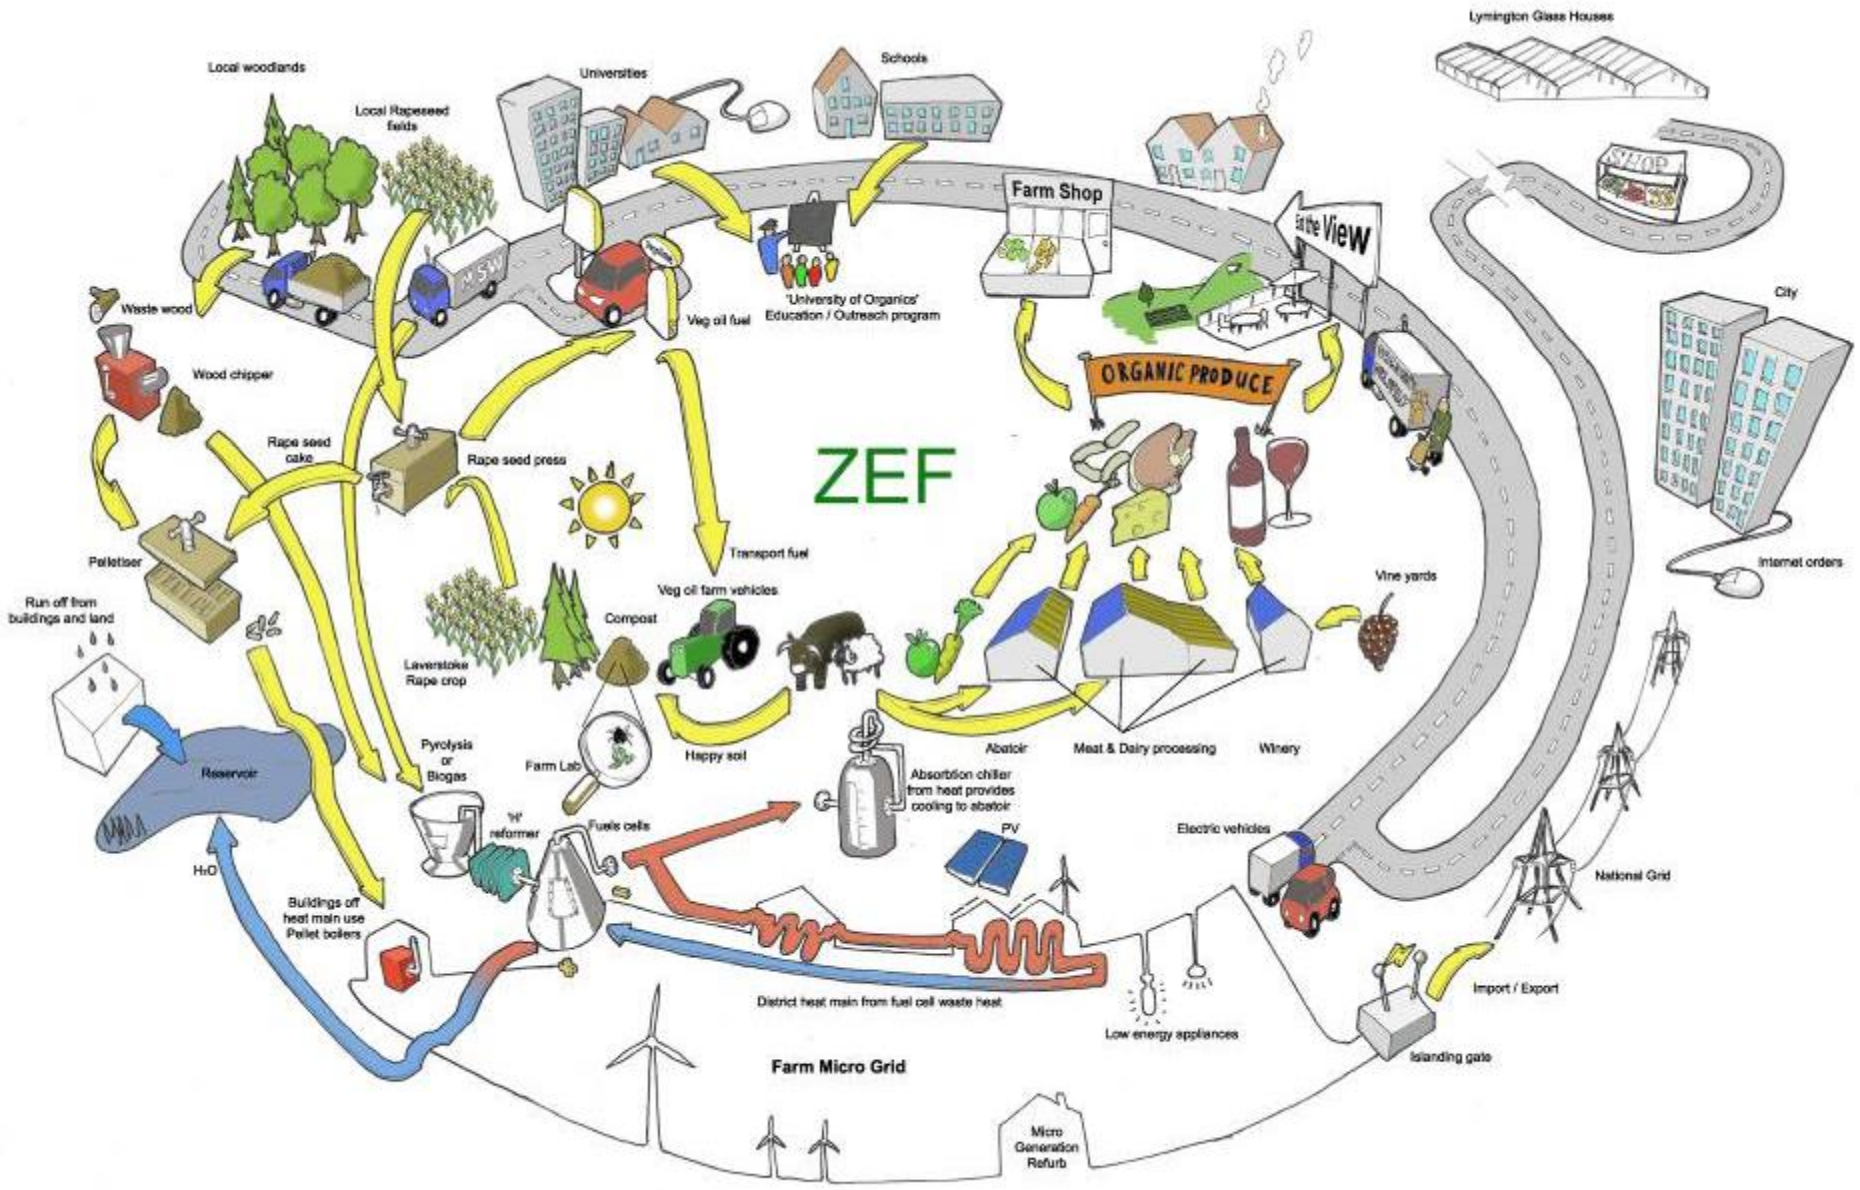 Lymington Glass Houses
Schools
Local woodlands
Universities
Local Rapeseed
fields
SHOP
Farm Shop
the View
MSW
City
Waste wood
'University of Organics'
Education / Outreach program
Veg oil fuel
Wood chipper
ORGANIC PRODUCE
Rape seed
cake
Rape seed press
ZEF
Transport fuel
Pelletiser
Internet orders
Vine yards
Veg oil farm vehicles
Run off from
buildings and land
Compost
Laverstoke
Rape crop
Happy soil
Abatoir
Meat & Dairy processing
Winery
Pyrolysis
or
Biogas
Farm Lab
Reservoir
Absorbtion chiller
from heat provides
cooling to abatoir
'H'
reformer
Fuels cells
PV
Electric vehicles
H2O
National Grid
Buildings off
heat main use
Pellet boilers
District heat main from fuel cell waste heat
Import / Export
Low energy appliances
Islanding gate
Farm Micro Grid
Micro
Generation
Refurb